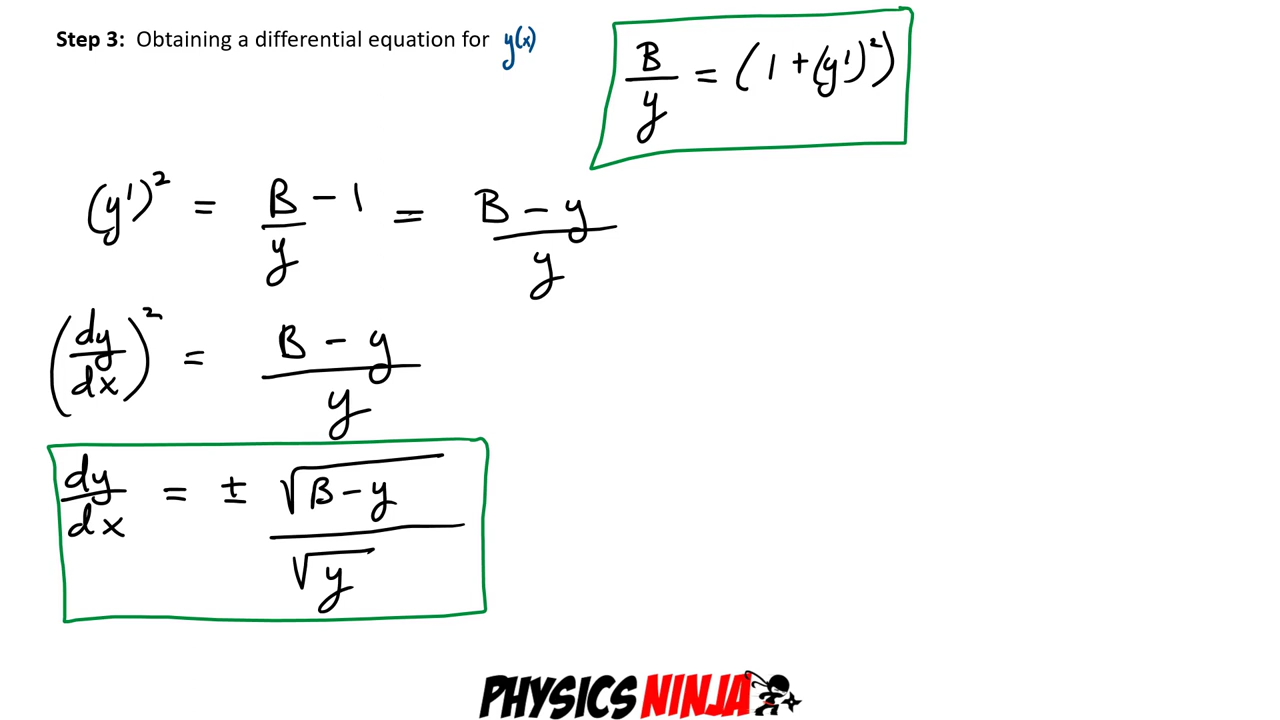 Step 3: Obtaining a differential equation for y(x)
B/y = (1 + (y')²)
(y')² = B/y − 1 = (B − y)/y
(dy/dx)² = (B − y)/y
dy/dx = ± √(B − y)/√y
PHYSICS NINJA